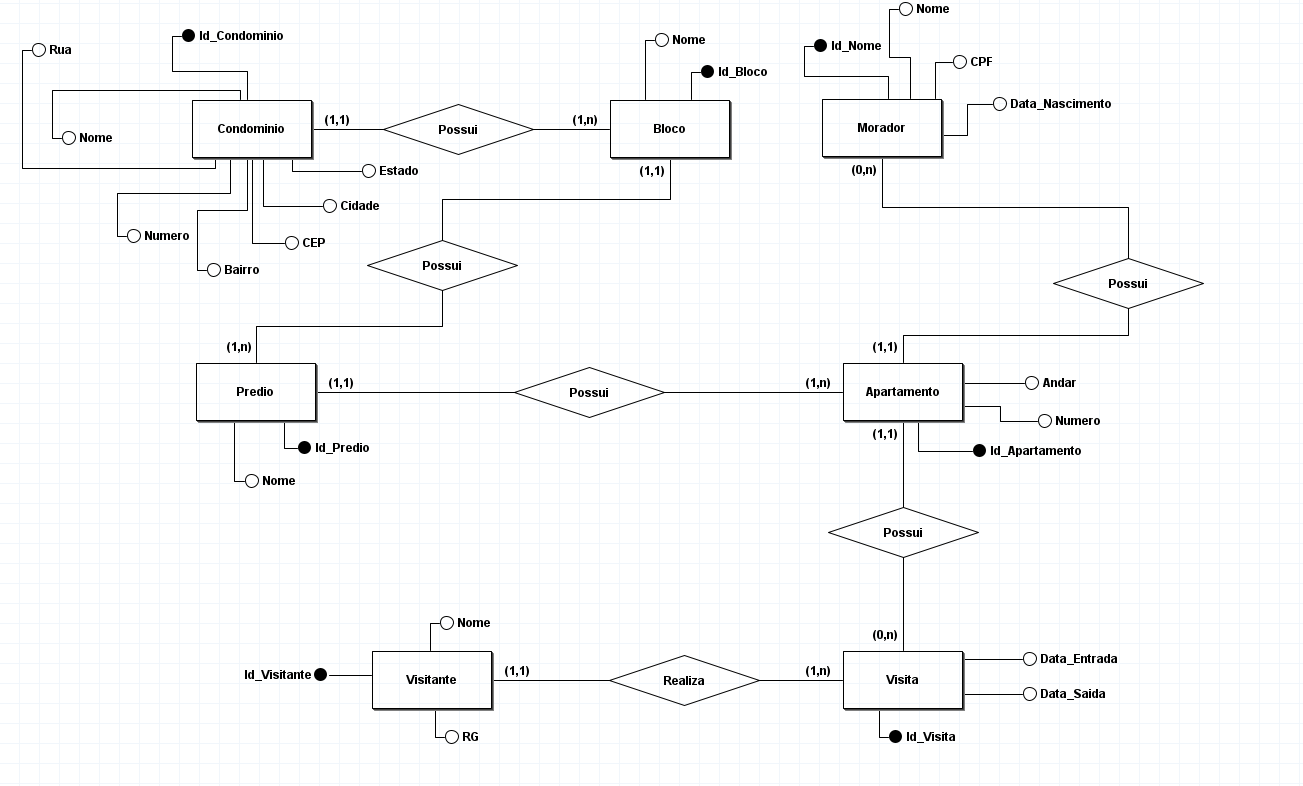 Nome
Id_Condominio
Nome
Id_Nome
Rua
CPF
Id_Bloco
Data_Nascimento
(1,1)
(1,n)
Condominio
Possui
Bloco
Morador
Nome
Estado
(1,1)
(0,n)
Cidade
Numero
CEP
Bairro
Possui
Possui
(1,n)
(1,1)
(1,1)
(1,n)
Andar
Predio
Possui
Apartamento
Numero
(1,1)
Id_Predio
Id_Apartamento
Nome
Possui
Nome
(0,n)
Id_Visitante
(1,1)
(1,n)
Data_Entrada
Visitante
Realiza
Visita
Data_Saida
RG
Id_Visita